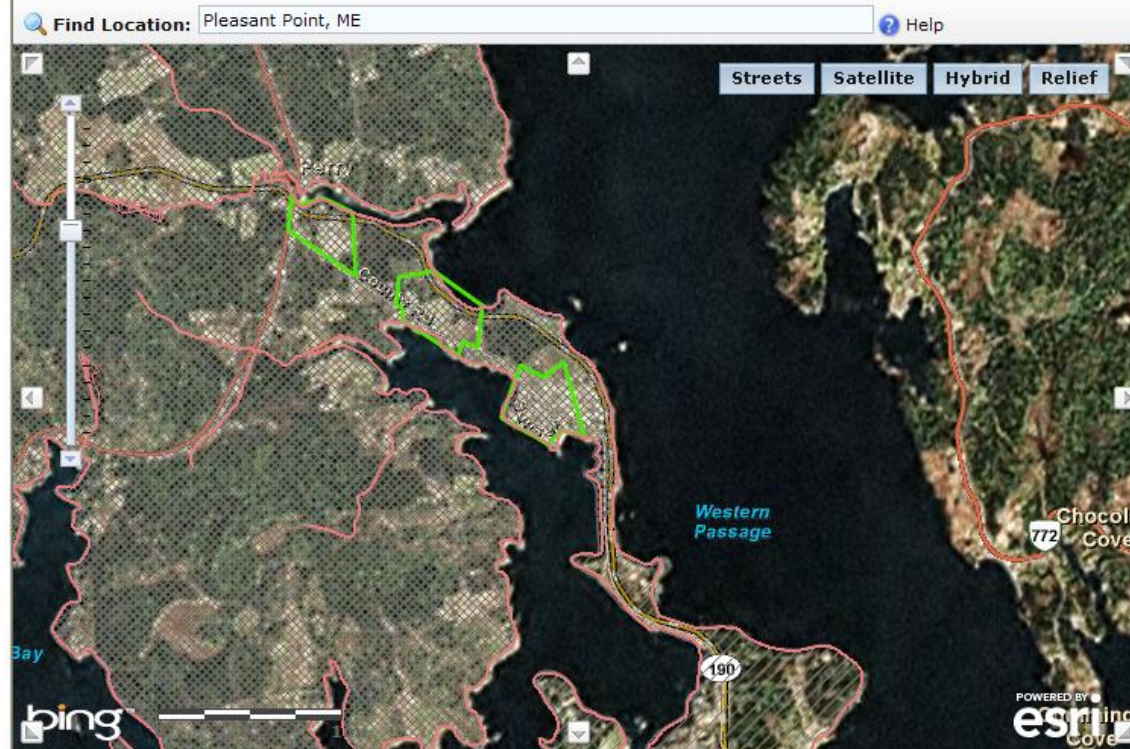 Find Location: Pleasant Point, ME Help
Streets Satellite Hybrid Relief
Perry
Western
Passage
772
Chocol
Cove
Bay
190
bing
POWERED BY
esri
Cove